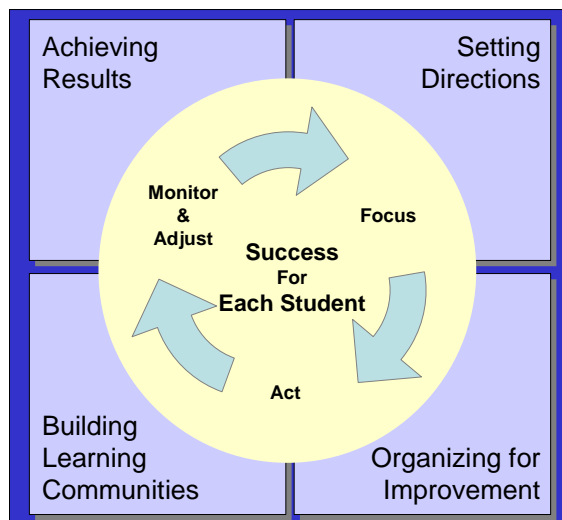 Achieving
Results
Setting
Directions
Monitor
&
Adjust
Focus
Success
For
Each Student
Act
Building
Learning
Communities
Organizing for
Improvement